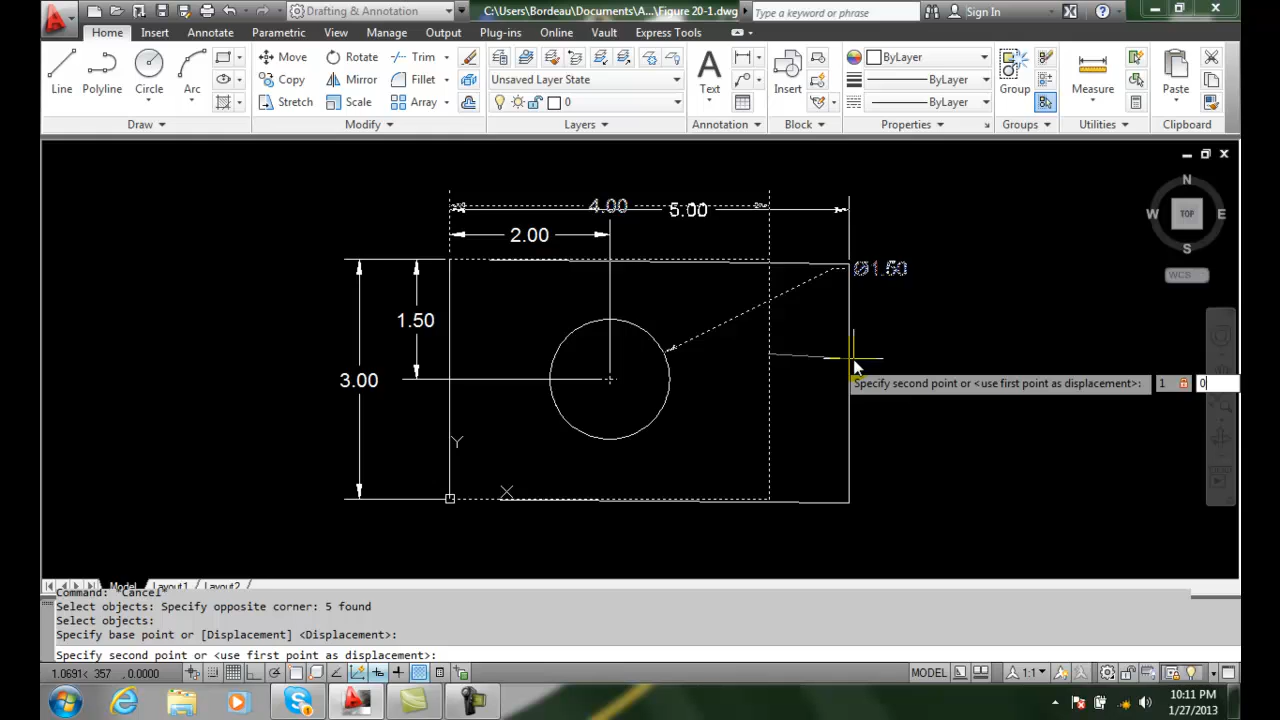 Drafting & Annotation
C:\Users\Bordeau\Documents\A...\Figure 20-1.dwg
Type a keyword or phrase
Sign In
Home Insert Annotate Parametric View Manage Output Plug-ins Online Vault Express Tools
Line
Polyline
Circle
Arc
Move
Copy
Stretch
Rotate
Mirror
Scale
Trim
Fillet
Array
Unsaved Layer State
0
Text
Insert
ByLayer
ByLayer
ByLayer
Group
Measure
Paste
Draw
Modify
Layers
Annotation
Block
Properties
Groups
Utilities
Clipboard
4.00
5.00
2.00
Ø1.50
1.50
3.00
Y
X
N
W
TOP
E
S
WCS
Specify second point or <use first point as displacement>: 1 0
Model Layout1 Layout2
Command: *Cancel*
Select objects: Specify opposite corner: 5 found
Select objects:
Specify base point or [Displacement] <Displacement>:
Specify second point or <use first point as displacement>:
1.0691< 357 , 0.0000
MODEL
1:1
10:11 PM
1/27/2013